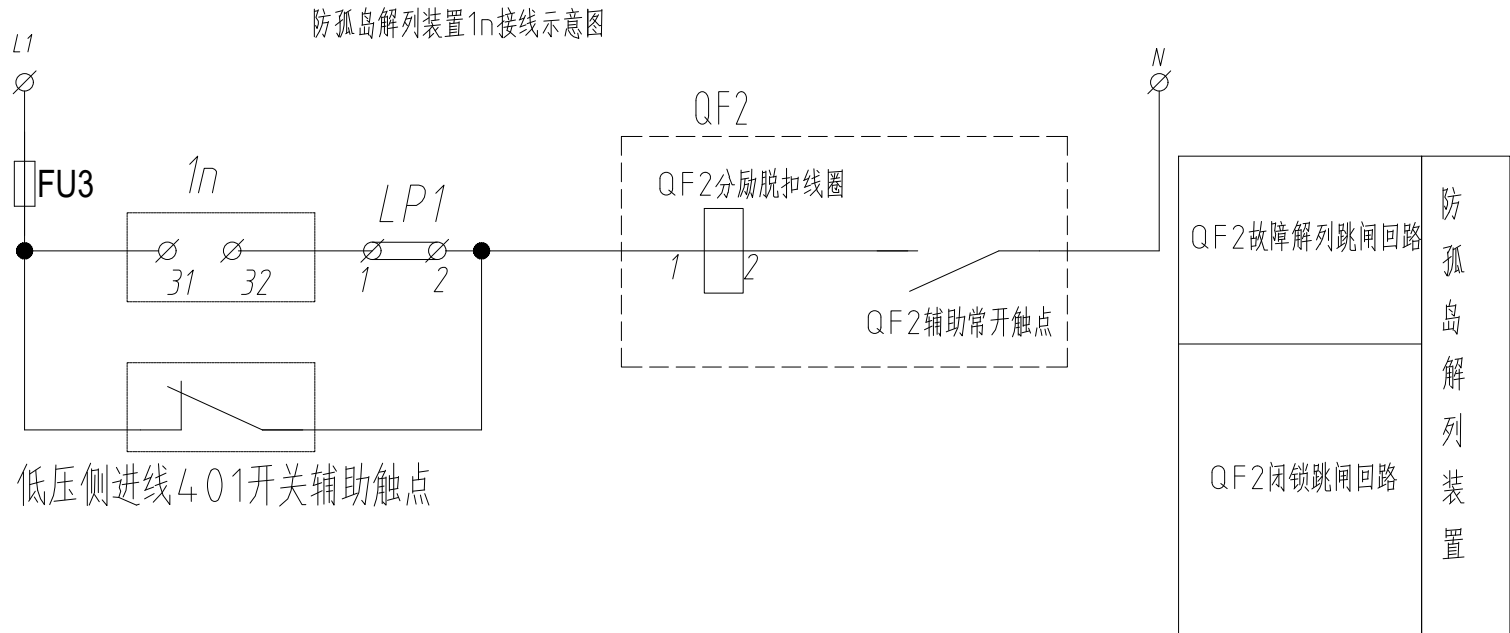 防孤岛解列装置1n接线示意图
L1
N
QF2
FU3
1n
LP1
QF2分励脱扣线圈
31
32
1
2
1
2
QF2辅助常开触点
低压侧进线401开关辅助触点
QF2故障解列跳闸回路
QF2闭锁跳闸回路
防孤岛解列装置